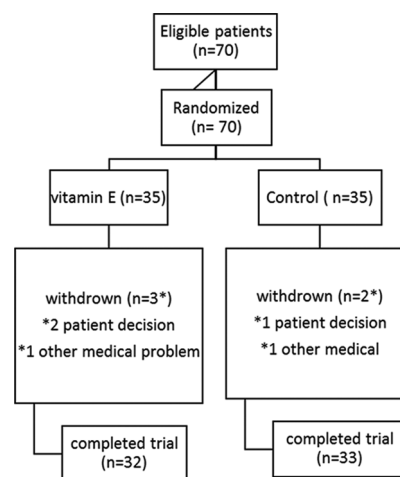 Eligible patients
(n=70)
Randomized
(n= 70)
vitamin E (n=35)
Control ( n=35)
withdrown (n=3*)
*2 patient decision
*1 other medical problem
withdrown (n=2*)
*1 patient decision
*1 other medical
completed trial
(n=32)
completed trial
(n=33)